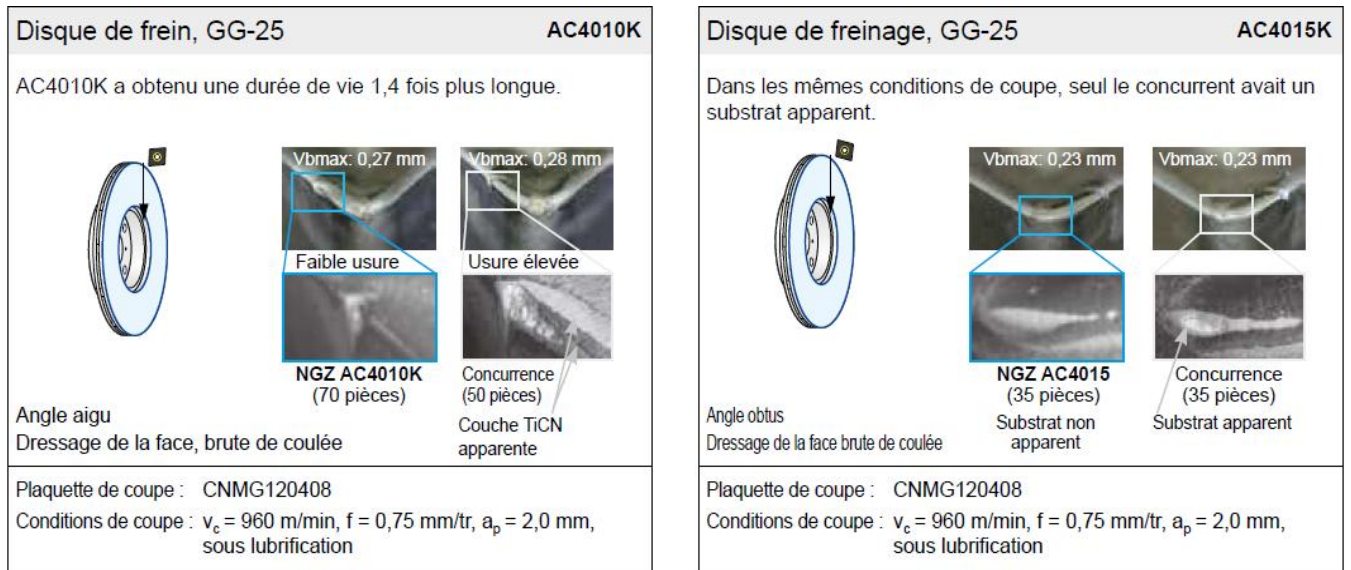 Disque de frein, GG-25 AC4010K
AC4010K a obtenu une durée de vie 1,4 fois plus longue.
Vbmax: 0,27 mm Vbmax: 0,28 mm
Faible usure Usure élevée
NGZ AC4010K Concurrence
(70 pièces) (50 pièces)
Angle aigu Couche TiCN
Dressage de la face, brute de coulée apparente
Plaquette de coupe : CNMG120408
Conditions de coupe : vc = 960 m/min, f = 0,75 mm/tr, ap = 2,0 mm,
sous lubrification
Disque de freinage, GG-25 AC4015K
Dans les mêmes conditions de coupe, seul le concurrent avait un
substrat apparent.
Vbmax: 0,23 mm Vbmax: 0,23 mm
NGZ AC4015 Concurrence
(35 pièces) (35 pièces)
Angle obtus Substrat non Substrat apparent
Dressage de la face brute de coulée apparent
Plaquette de coupe : CNMG120408
Conditions de coupe : vc = 960 m/min, f = 0,75 mm/tr, ap = 2,0 mm,
sous lubrification